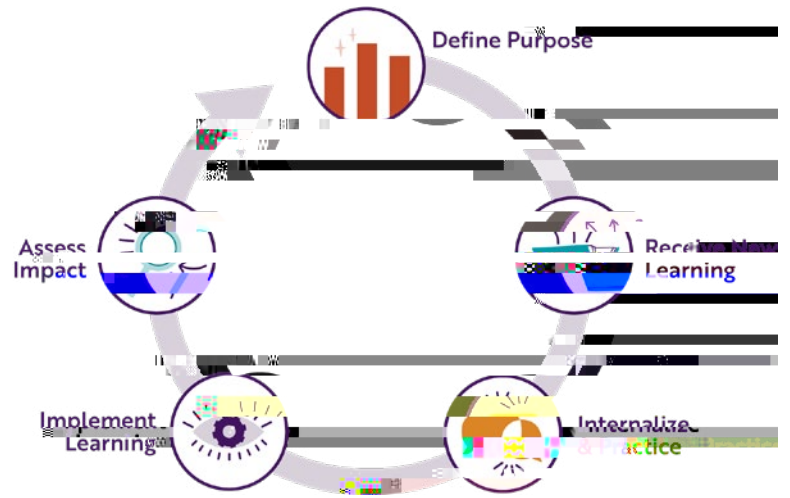 Define Purpose
Receive New
Learning
Internalize
& Practice
Implement
Learning
Assess
Impact